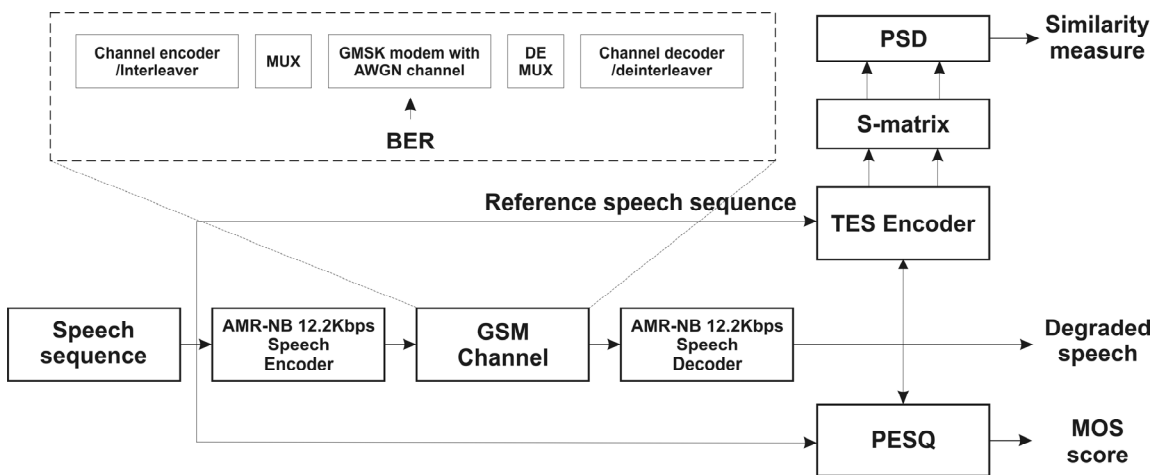 Channel encoder
/Interleaver
MUX
GMSK modem with
AWGN channel
DE
MUX
Channel decoder
/deinterleaver
BER
PSD
Similarity
measure
S-matrix
Reference speech sequence
TES Encoder
Speech
sequence
AMR-NB 12.2Kbps
Speech
Encoder
GSM
Channel
AMR-NB 12.2Kbps
Speech
Decoder
Degraded
speech
PESQ
MOS
score